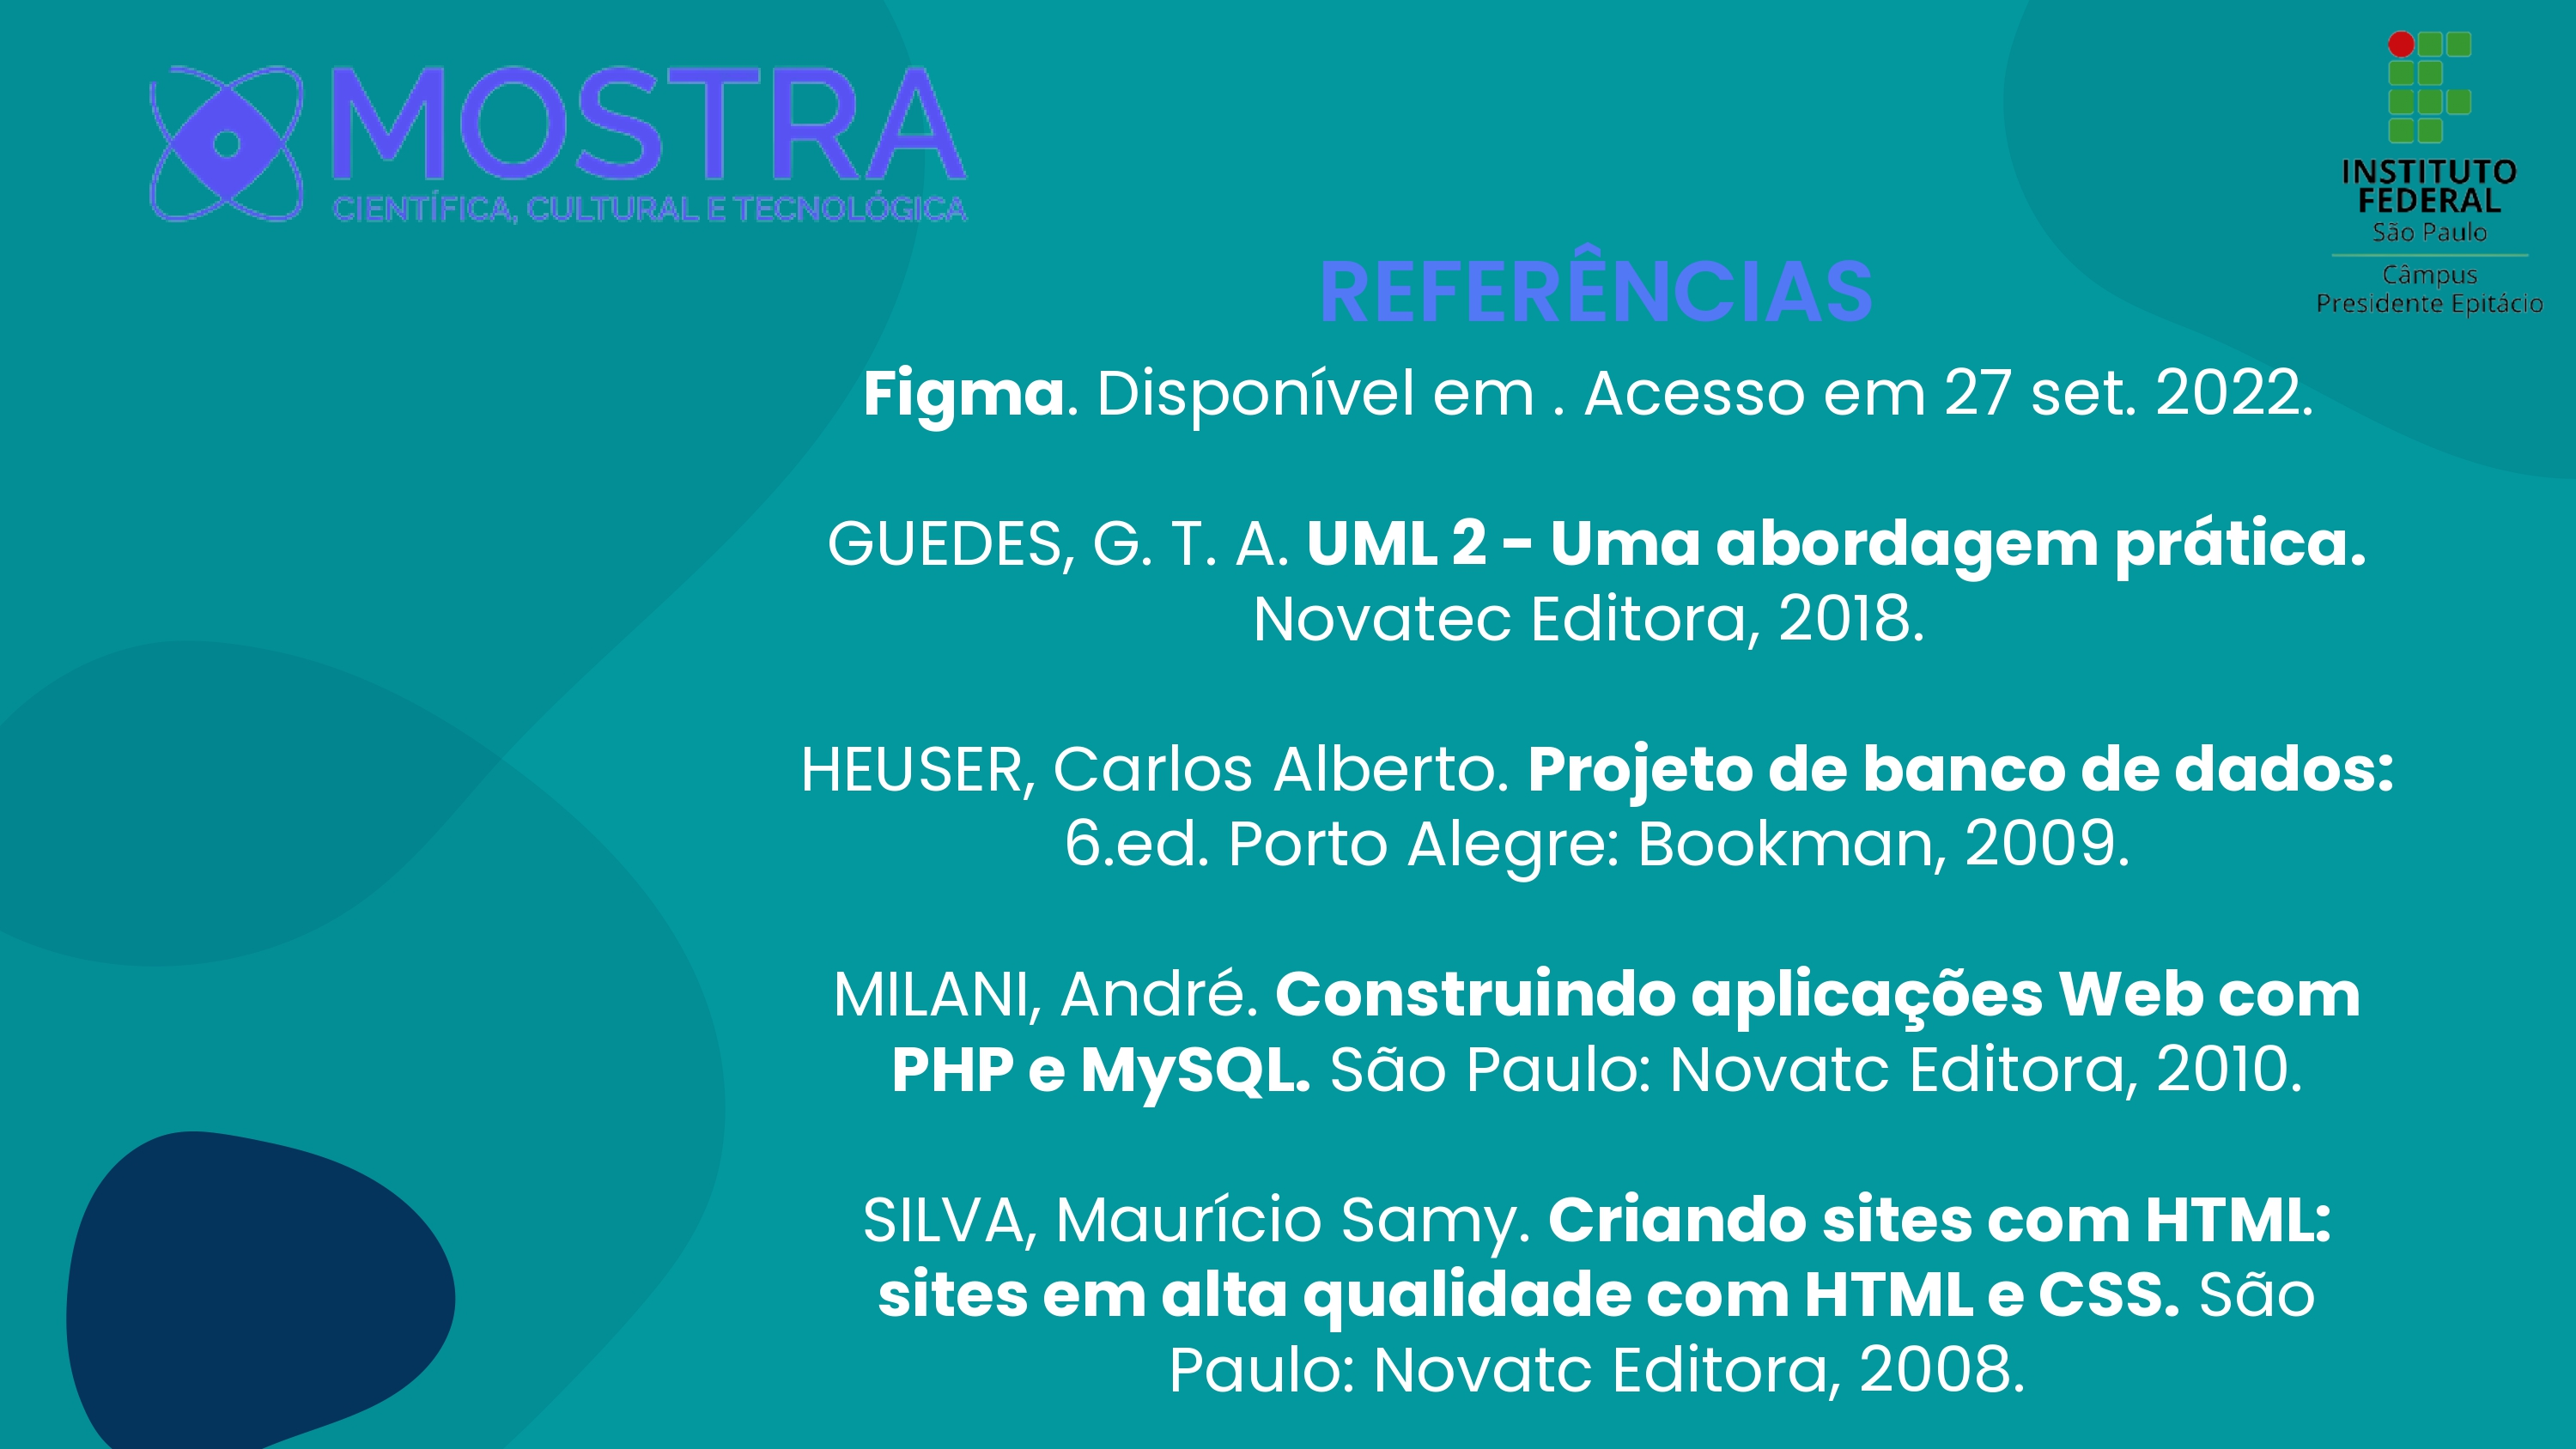 MOSTRA
CIENTÍFICA, CULTURAL E TECNOLÓGICA
INSTITUTO
FEDERAL
São Paulo
Câmpus
Presidente Epitácio
REFERÊNCIAS
Figma. Disponível em . Acesso em 27 set. 2022.
GUEDES, G. T. A. UML 2 - Uma abordagem prática.
Novatec Editora, 2018.
HEUSER, Carlos Alberto. Projeto de banco de dados:
6.ed. Porto Alegre: Bookman, 2009.
MILANI, André. Construindo aplicações Web com
PHP e MySQL. São Paulo: Novatc Editora, 2010.
SILVA, Maurício Samy. Criando sites com HTML:
sites em alta qualidade com HTML e CSS. São
Paulo: Novatc Editora, 2008.